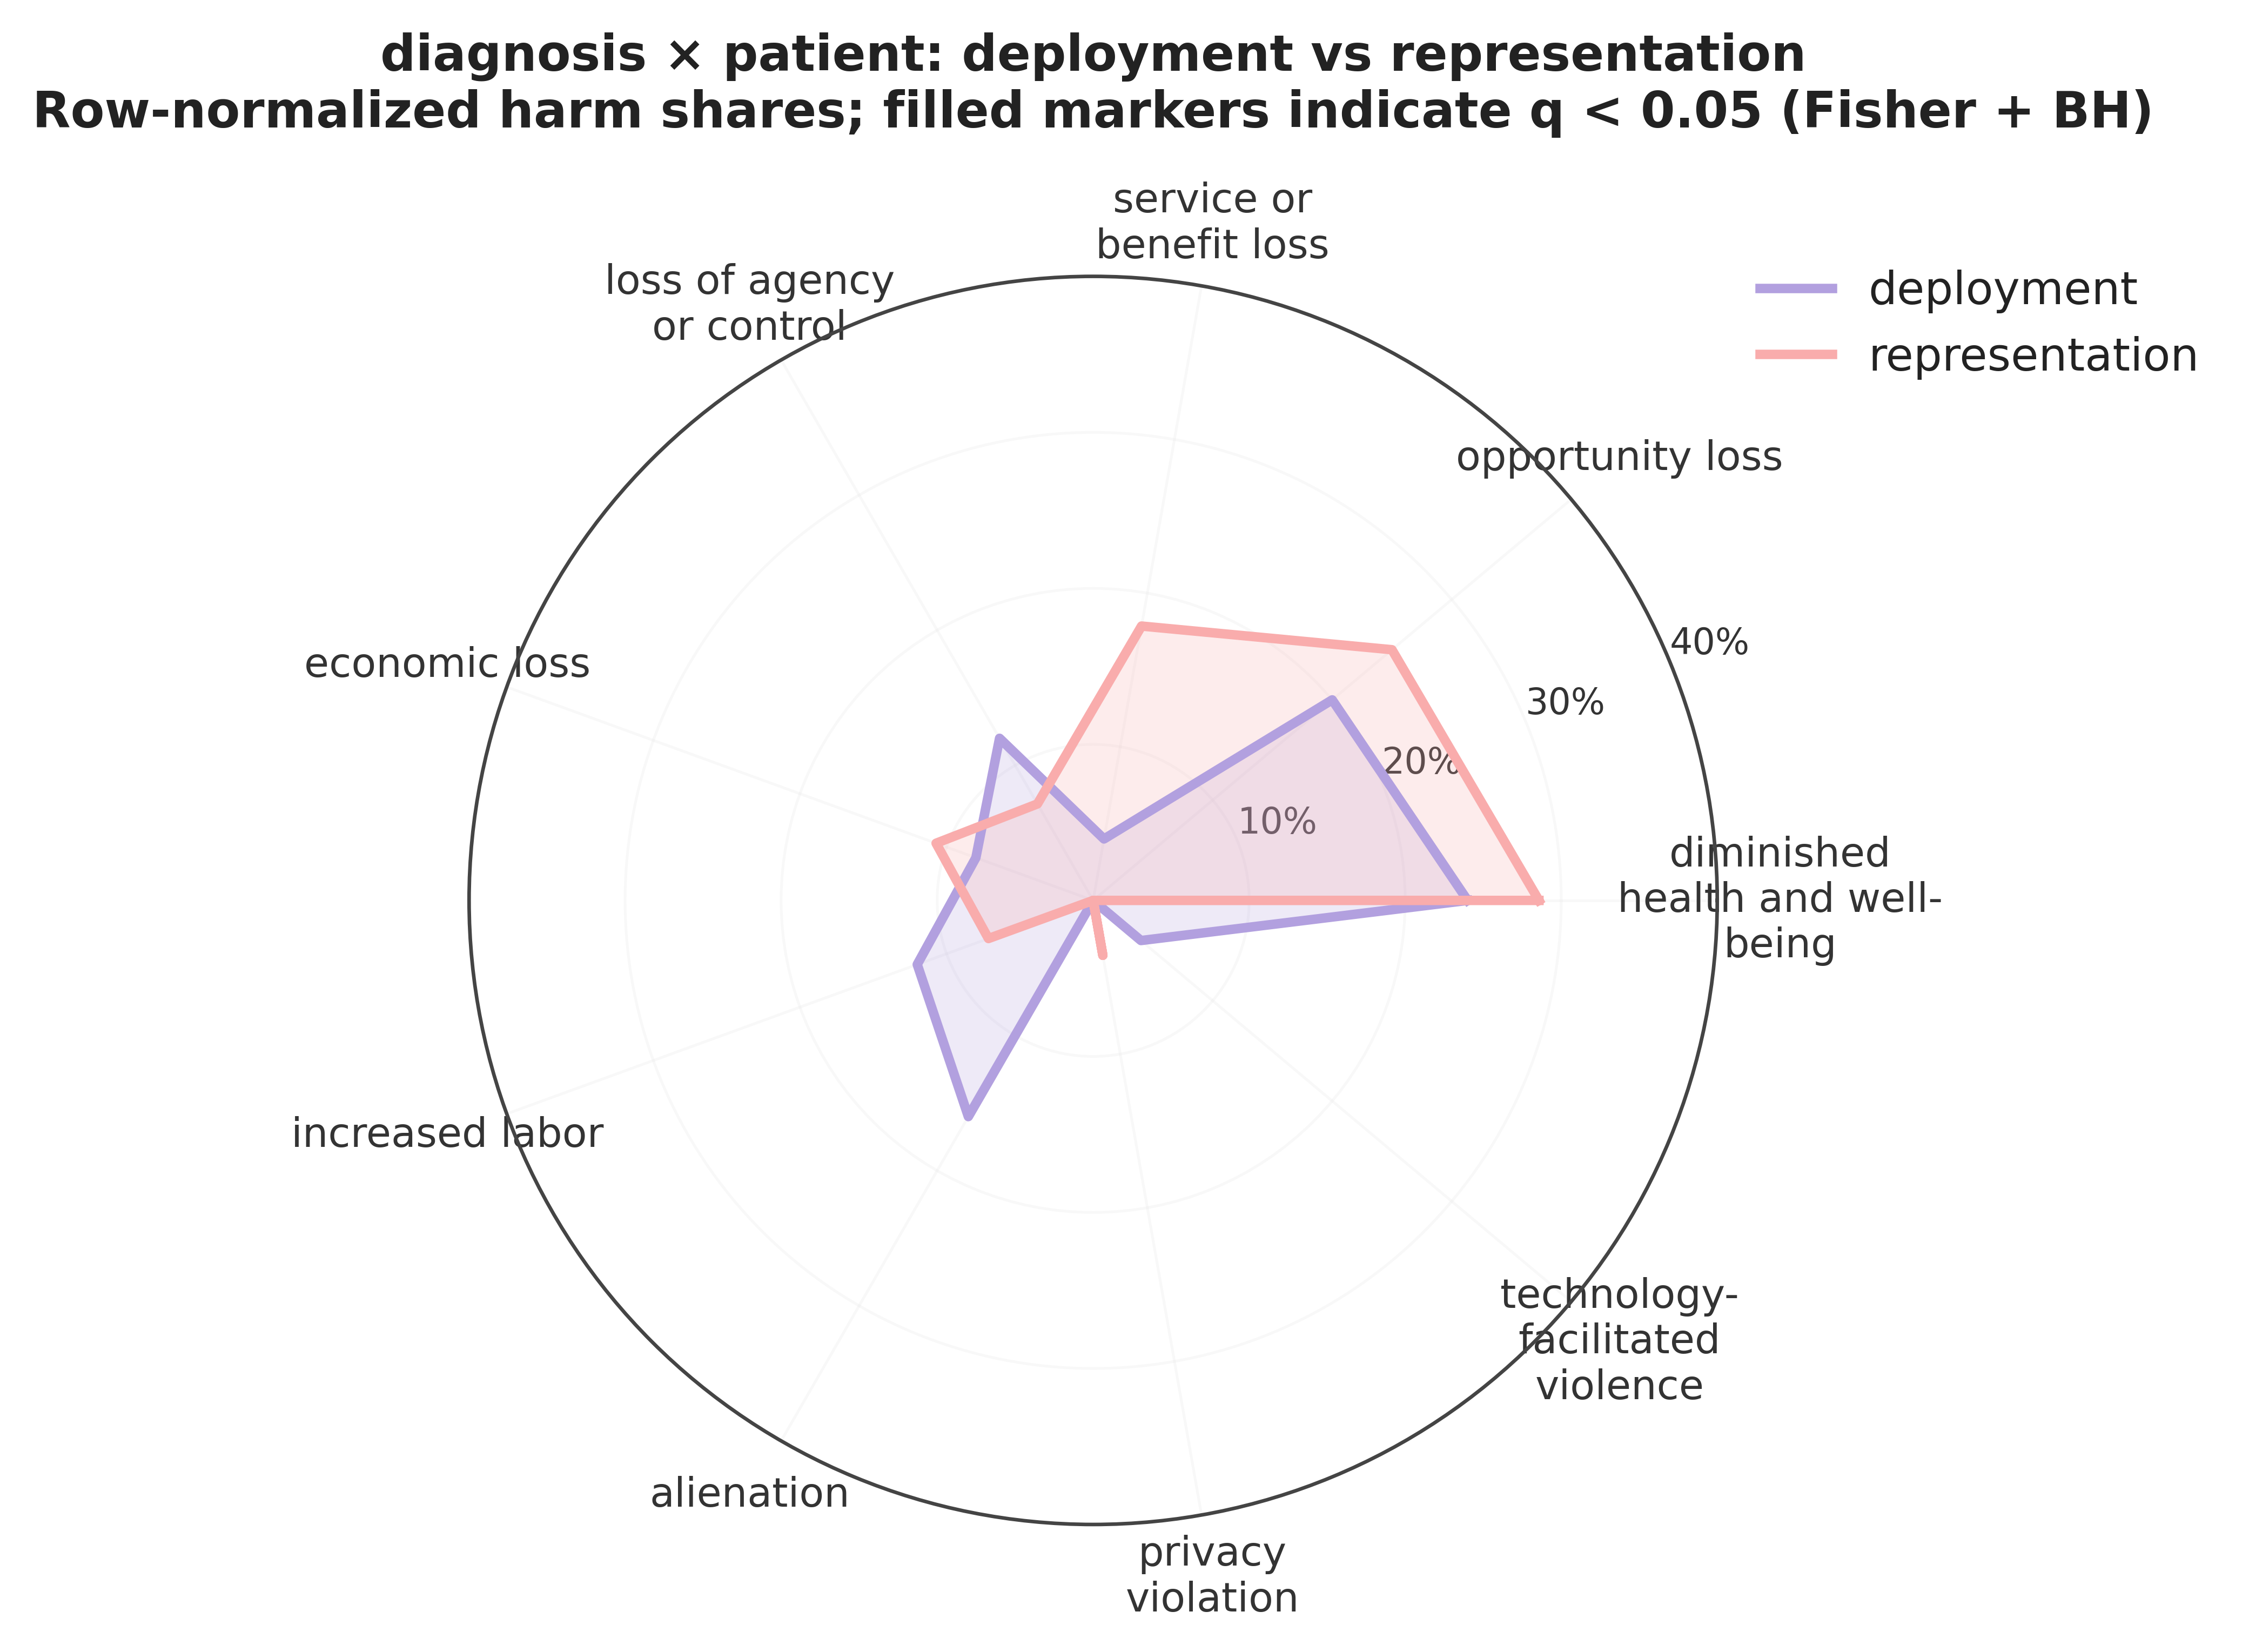 diagnosis × patient: deployment vs representation
Row-normalized harm shares; filled markers indicate q < 0.05 (Fisher + BH)
service or
benefit loss
loss of agency
or control
deployment
representation
opportunity loss
economic loss
40%
30%
20%
10%
diminished
health and well-
being
increased labor
technology-
facilitated
violence
alienation
privacy
violation